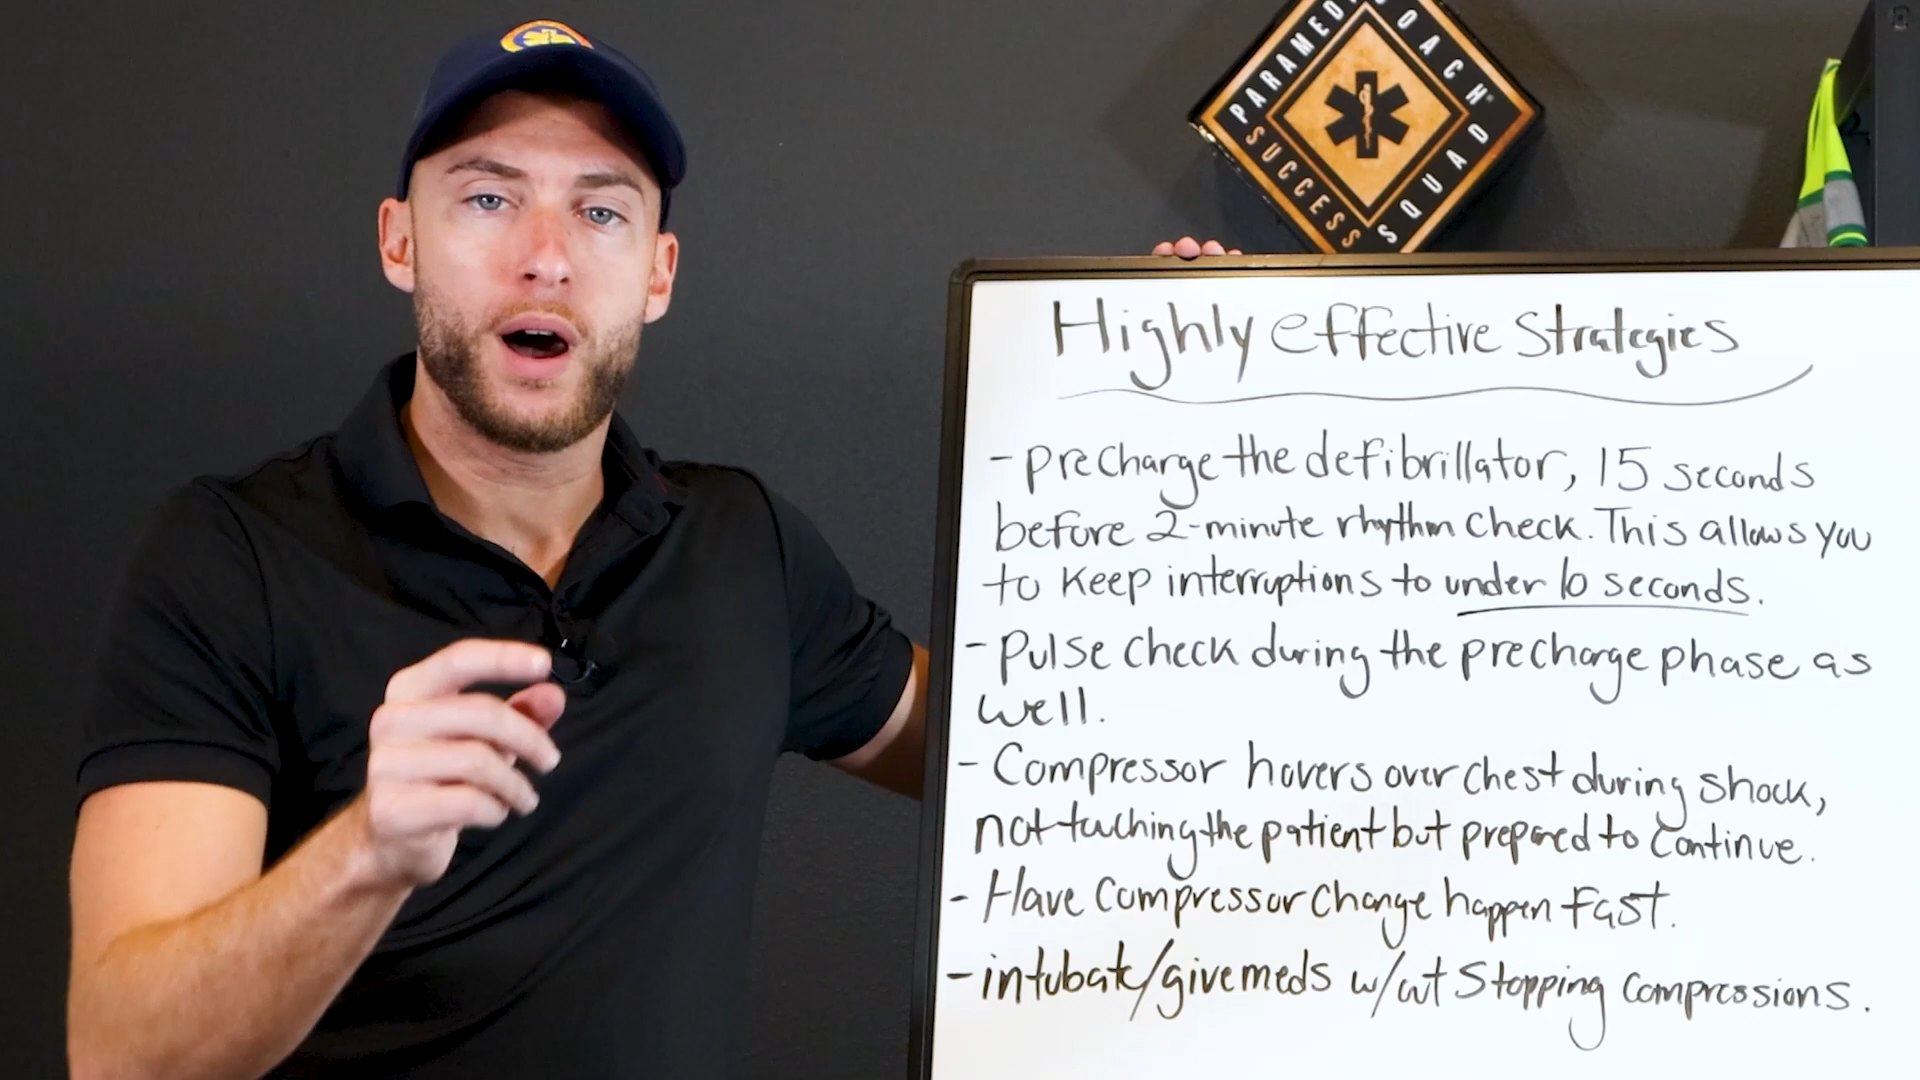 PARAMEDIC COACH®
SUCCESS SQUAD
Highly effective Strategies
- precharge the defibrillator, 15 seconds
before 2-minute rhythm check. This allows you
to keep interruptions to under 10 seconds.
- Pulse check during the precharge phase as
well.
- Compressor hovers over chest during shock,
not touching the patient but prepared to continue.
- Have Compressor change happen fast.
- intubate/give meds w/out stopping compressions.